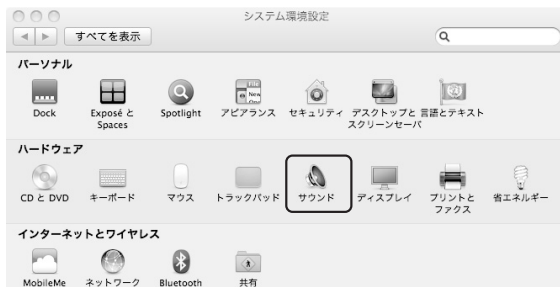 システム環境設定
すべてを表示
パーソナル
Dock
Exposé と
Spaces
Spotlight
アピアランス
セキュリティ
デスクトップと
スクリーンセーバ
言語とテキスト
ハードウェア
CD と DVD
キーボード
マウス
トラックパッド
サウンド
ディスプレイ
プリントと
ファクス
省エネルギー
インターネットとワイヤレス
MobileMe
ネットワーク
Bluetooth
共有